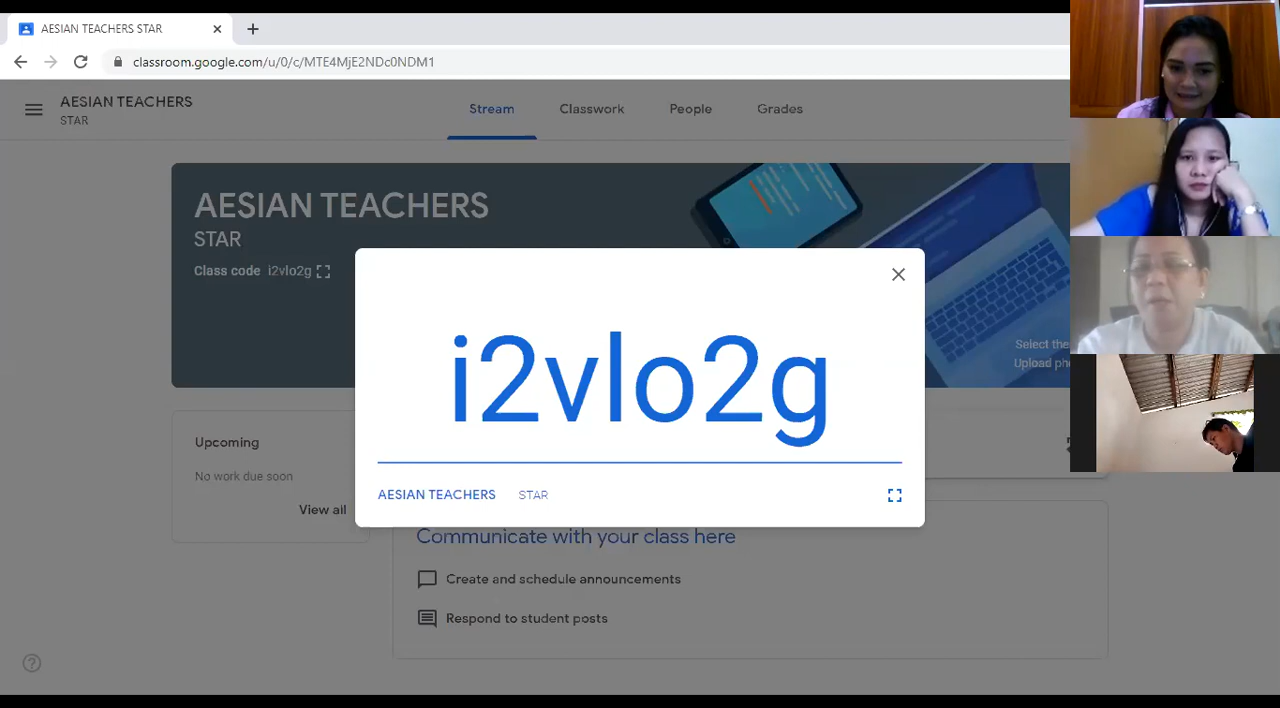 AESIAN TEACHERS STAR
classroom.google.com/u/0/c/MTE4MjE2NDc0NDM1
AESIAN TEACHERS
STAR
Stream
Classwork
People
Grades
AESIAN TEACHERS
STAR
Class code i2vlo2g
Select the
Upload pho
i2vlo2g
AESIAN TEACHERS STAR
Upcoming
No work due soon
View all
Communicate with your class here
Create and schedule announcements
Respond to student posts